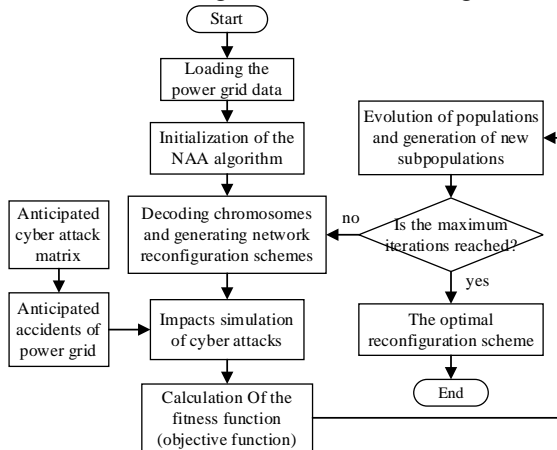 Start
Loading the
power grid data
Initialization of the
NAA algorithm
Decoding chromosomes
and generating network
reconfiguration schemes
Anticipated
cyber attack
matrix
Anticipated
accidents of
power grid
Impacts simulation
of cyber attacks
Calculation Of the
fitness function
(objective function)
Evolution of populations
and generation of new
subpopulations
Is the maximum
iterations reached?
no
yes
The optimal
reconfiguration scheme
End